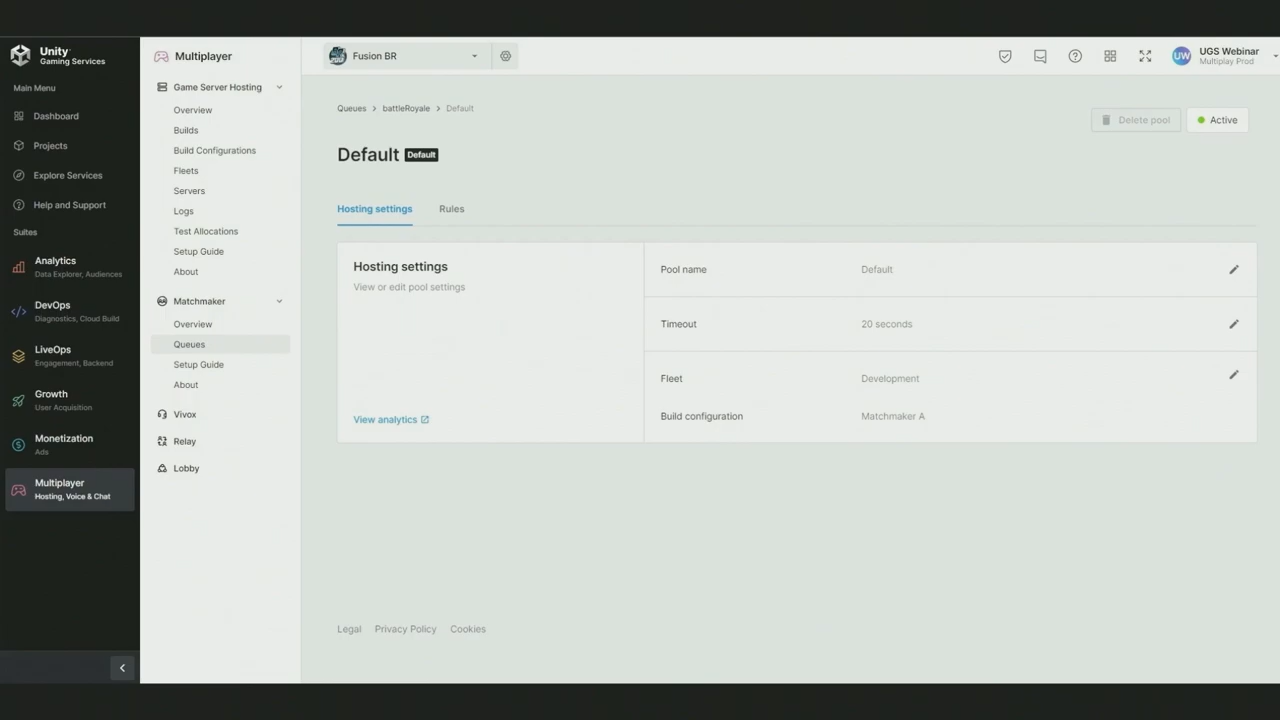 Unity
Gaming Services
Main Menu
Dashboard
Projects
Explore Services
Help and Support
Suites
Analytics
Data Explorer, Audiences
DevOps
Diagnostics, Cloud Build
LiveOps
Engagement, Backend
Growth
User Acquisition
Monetization
Ads
Multiplayer
Hosting, Voice & Chat
Multiplayer
Game Server Hosting
Overview
Builds
Build Configurations
Fleets
Servers
Logs
Test Allocations
Setup Guide
About
Matchmaker
Overview
Queues
Setup Guide
About
Vivox
Relay
Lobby
Fusion BR
UW
UGS Webinar
Multiplay Prod
Queues > battleRoyale > Default
Delete pool
Active
Default Default
Hosting settings Rules
Hosting settings
View or edit pool settings
View analytics
Pool name Default
Timeout 20 seconds
Fleet Development
Build configuration Matchmaker A
Legal Privacy Policy Cookies